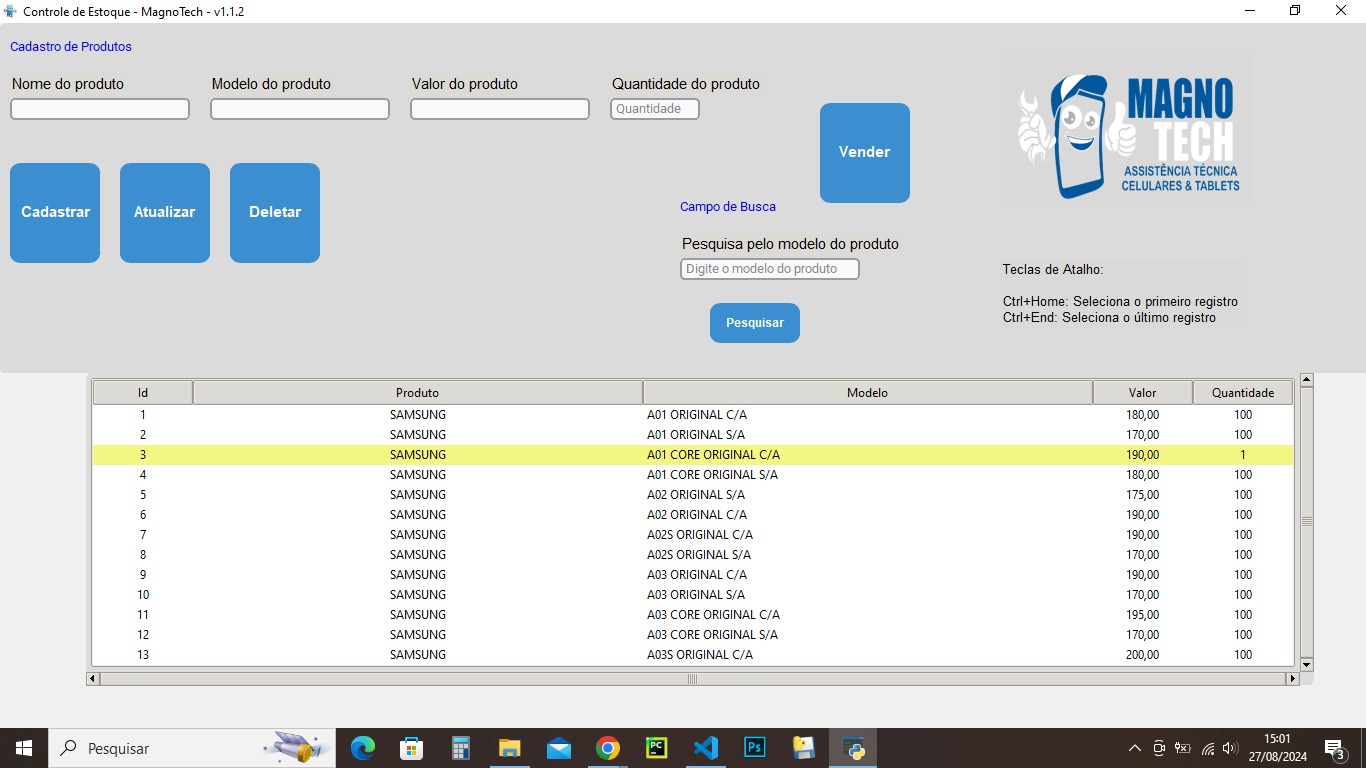 Controle de Estoque - MagnoTech - v1.1.2
Cadastro de Produtos
Nome do produto Modelo do produto Valor do produto Quantidade do produto
Quantidade
Cadastrar Atualizar Deletar
Vender
MAGNO
TECH
ASSISTÊNCIA TÉCNICA
CELULARES & TABLETS
Campo de Busca
Pesquisa pelo modelo do produto
Digite o modelo do produto
Pesquisar
Teclas de Atalho:
Ctrl+Home: Seleciona o primeiro registro
Ctrl+End: Seleciona o último registro
Id Produto Modelo Valor Quantidade
1 SAMSUNG A01 ORIGINAL C/A 180,00 100
2 SAMSUNG A01 ORIGINAL S/A 170,00 100
3 SAMSUNG A01 CORE ORIGINAL C/A 190,00 1
4 SAMSUNG A01 CORE ORIGINAL S/A 180,00 100
5 SAMSUNG A02 ORIGINAL S/A 175,00 100
6 SAMSUNG A02 ORIGINAL C/A 190,00 100
7 SAMSUNG A02S ORIGINAL C/A 190,00 100
8 SAMSUNG A02S ORIGINAL S/A 170,00 100
9 SAMSUNG A03 ORIGINAL C/A 190,00 100
10 SAMSUNG A03 ORIGINAL S/A 170,00 100
11 SAMSUNG A03 CORE ORIGINAL C/A 195,00 100
12 SAMSUNG A03 CORE ORIGINAL S/A 170,00 100
13 SAMSUNG A03S ORIGINAL C/A 200,00 100
Pesquisar
PC
Ps
15:01
27/08/2024
3